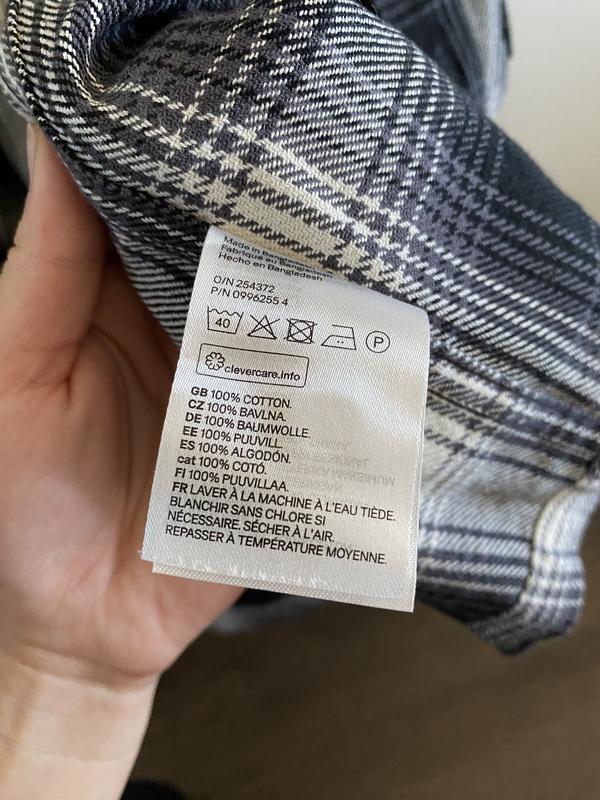 Made in Bangladesh
Fabriqué au Bangladesh
Hecho en Bangladesh
O/N 254372
P/N 0996255 4
40
P
clevercare.info
GB 100% COTTON.
CZ 100% BAVLNA.
DE 100% BAUMWOLLE.
EE 100% PUUVILL.
ES 100% ALGODÓN.
cat 100% COTÓ.
FI 100% PUUVILLAA.
FR LAVER À LA MACHINE À L'EAU TIÈDE.
BLANCHIR SANS CHLORE SI
NÉCESSAIRE. SÉCHER À L'AIR.
REPASSER À TEMPÉRATURE MOYENNE.